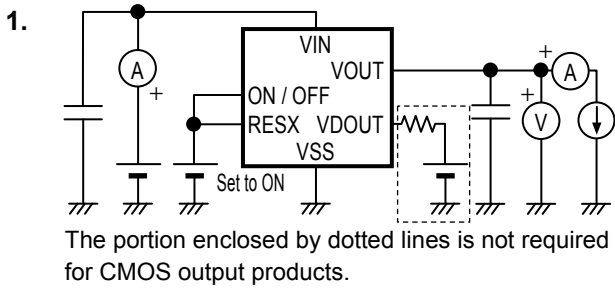 1.
VIN
A
+
VOUT
+
A
ON / OFF
+
RESX VDOUT
V
VSS
Set to ON
The portion enclosed by dotted lines is not required
for CMOS output products.